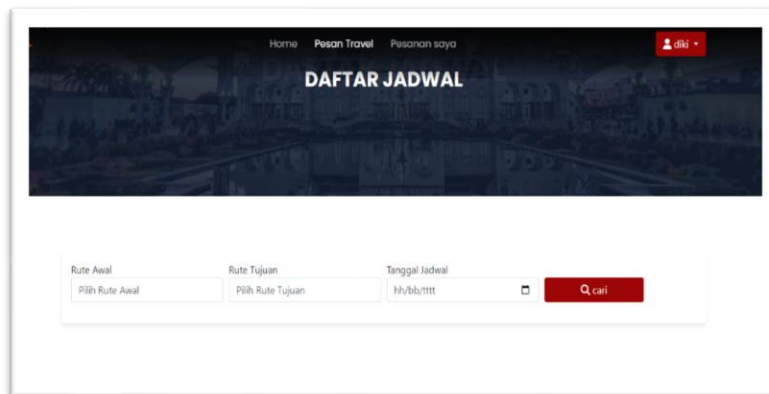 Home Pesan Travel Pesanan saya diki
DAFTAR JADWAL
Rute Awal Rute Tujuan Tanggal Jadwal
Pilih Rute Awal Pilih Rute Tujuan hh/bb/tttt cari